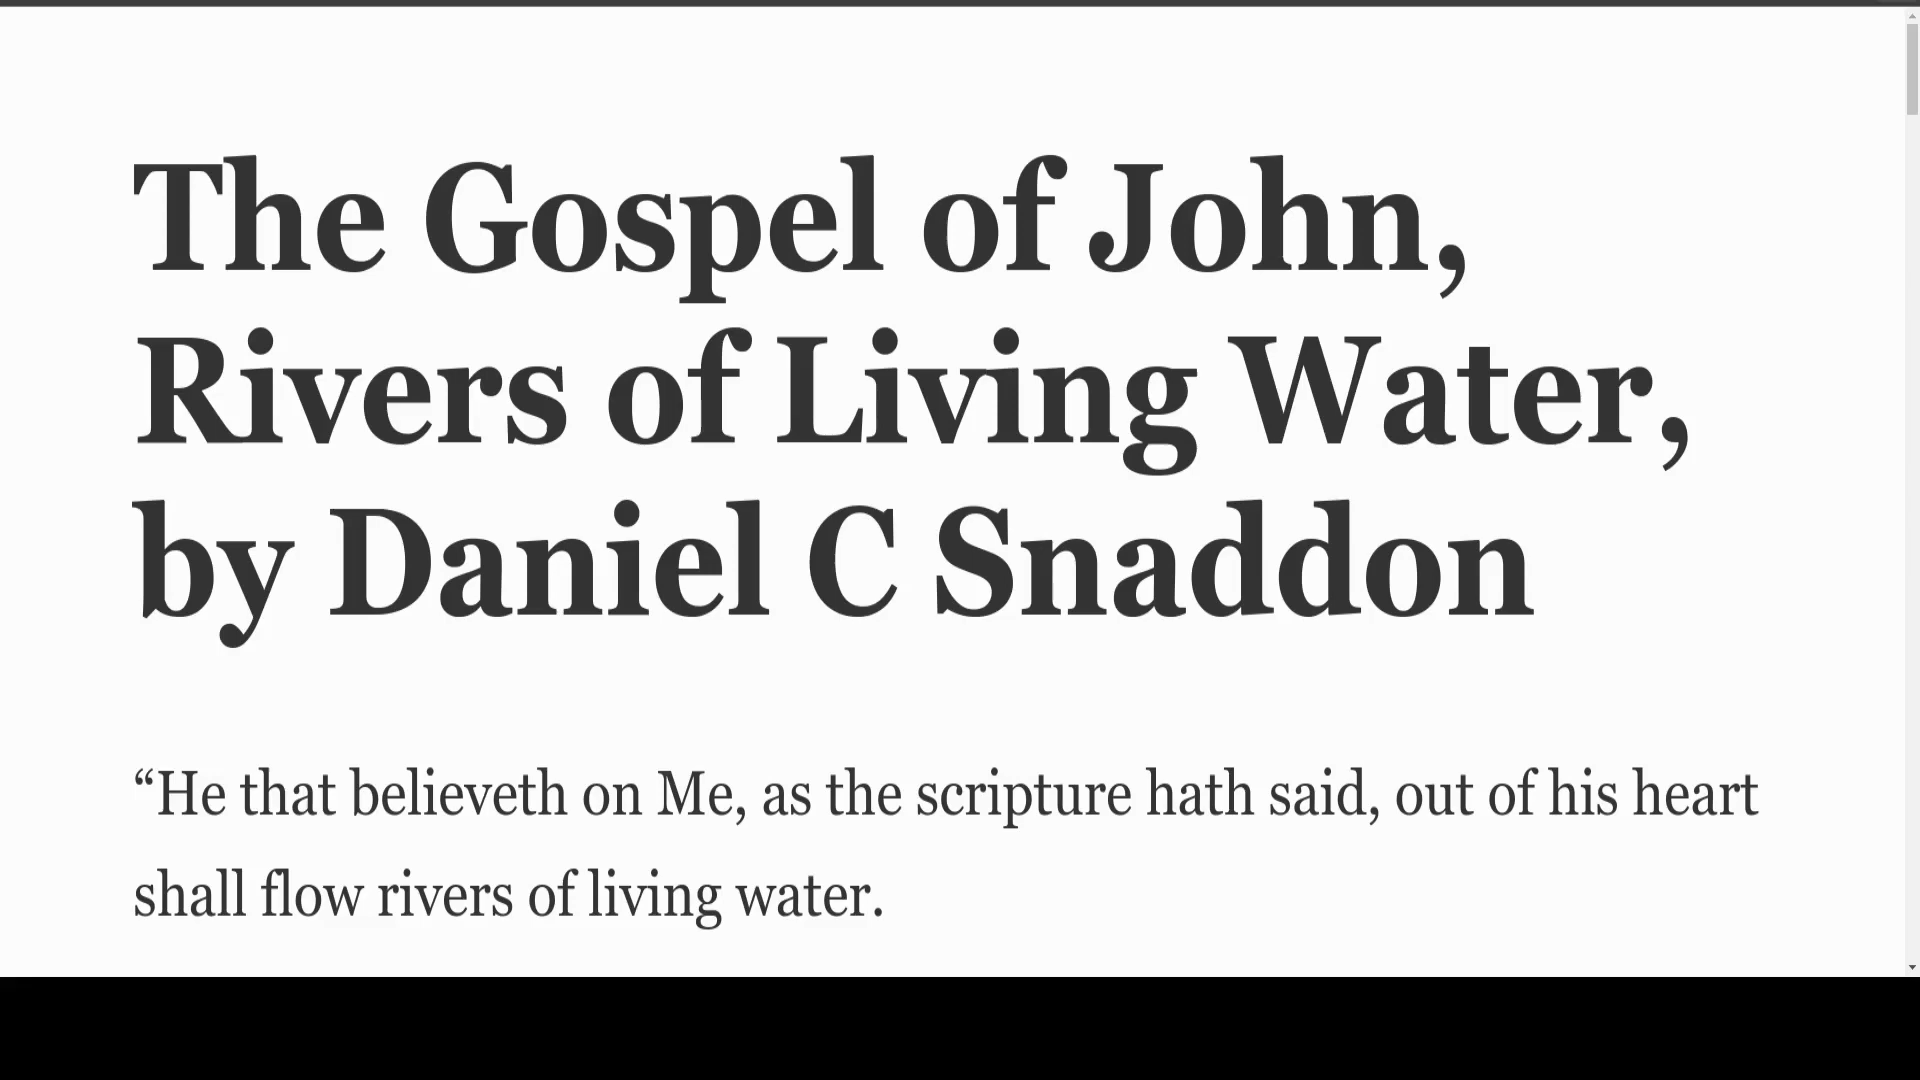 The Gospel of John,
Rivers of Living Water,
by Daniel C Snaddon
“He that believeth on Me, as the scripture hath said, out of his heart
shall flow rivers of living water.